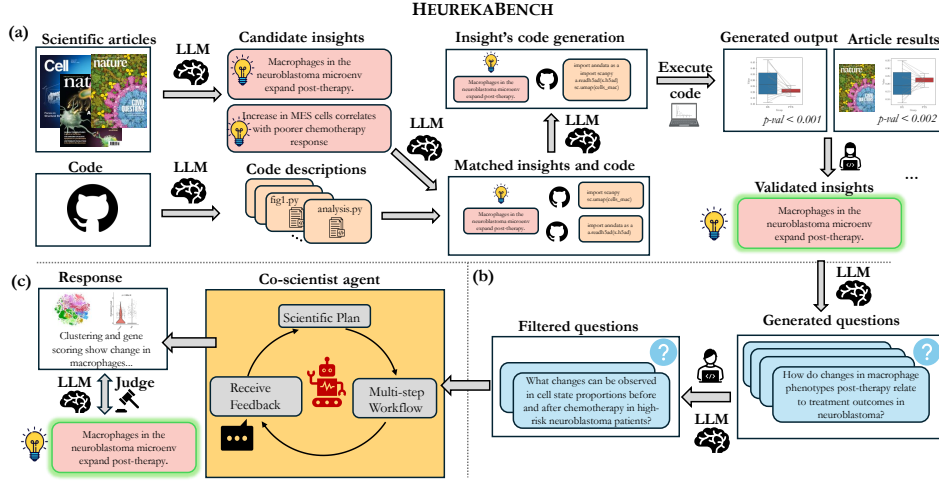 HEUREKABENCH
(a)
Scientific articles
Cell
nature
LLM
Candidate insights
Macrophages in the
neuroblastoma microenv
expand post-therapy.
Increase in MES cells correlates
with poorer chemotherapy
response
Code
LLM
Code descriptions
fig1.py
analysis.py
LLM
Insight's code generation
Macrophages in the
neuroblastoma microenv
expand post-therapy.
import anndata as a
import scanpy
a.readh5ad(s.h5ad)
sc.umap(cells_mac)
LLM
Matched insights and code
Macrophages in the
neuroblastoma microenv
expand post-therapy.
import scanpy
sc.umap(cells_mac)
import anndata as a
a.readh5ad(s.h5ad)
Execute
code
Generated output
p-val < 0.001
Article results
nature
p-val < 0.002
...
Validated insights
Macrophages in the
neuroblastoma microenv
expand post-therapy.
LLM
(b)
Generated questions
?
How do changes in macrophage
phenotypes post-therapy relate
to treatment outcomes in
neuroblastoma?
LLM
Filtered questions
?
What changes can be observed
in cell state proportions before
and after chemotherapy in high-
risk neuroblastoma patients?
(c)
Co-scientist agent
Scientific Plan
Multi-step
Workflow
Receive
Feedback
Response
Clustering and gene
scoring show change in
macrophages...
LLM
Judge
Macrophages in the
neuroblastoma microenv
expand post-therapy.